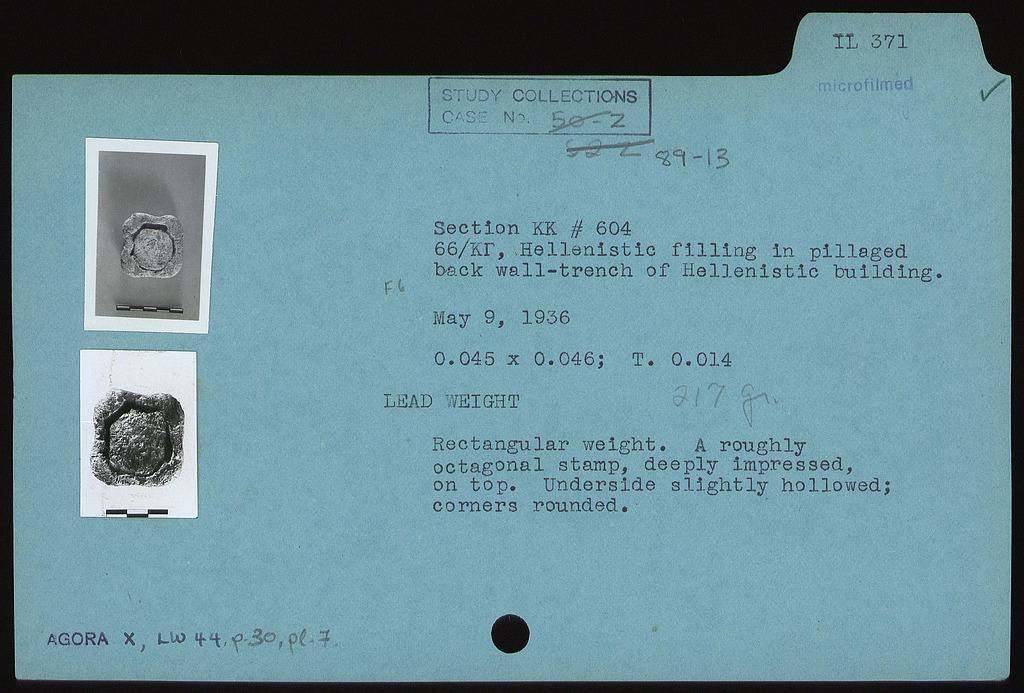 IL 371
microfilmed
STUDY COLLECTIONS
CASE No. 50-Z
52 Z 89-13
Section KK # 604
66/ΚΓ, Hellenistic filling in pillaged
back wall-trench of Hellenistic building.
F6
May 9, 1936
0.045 x 0.046; T. 0.014
LEAD WEIGHT 217 gr.
Rectangular weight. A roughly
octagonal stamp, deeply impressed,
on top. Underside slightly hollowed;
corners rounded.
AGORA X, LW 44, p.30, pl.7.